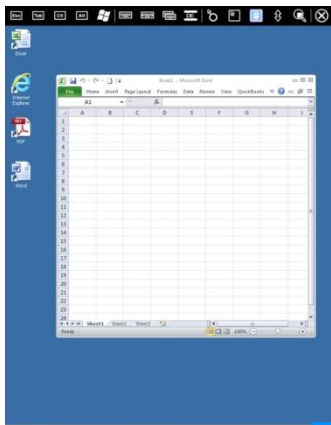 Esc Tab Ctrl Alt
Excel
Internet
Explorer
PDF
Word
Book1 - Microsoft Excel
File Home Insert Page Layout Formulas Data Review View QuickBooks
A1 fx
A B C D E F G H I
1
2
3
4
5
6
7
8
9
10
11
12
13
14
15
16
17
18
19
20
21
22
23
24
Sheet1 Sheet2 Sheet3
Ready 100%